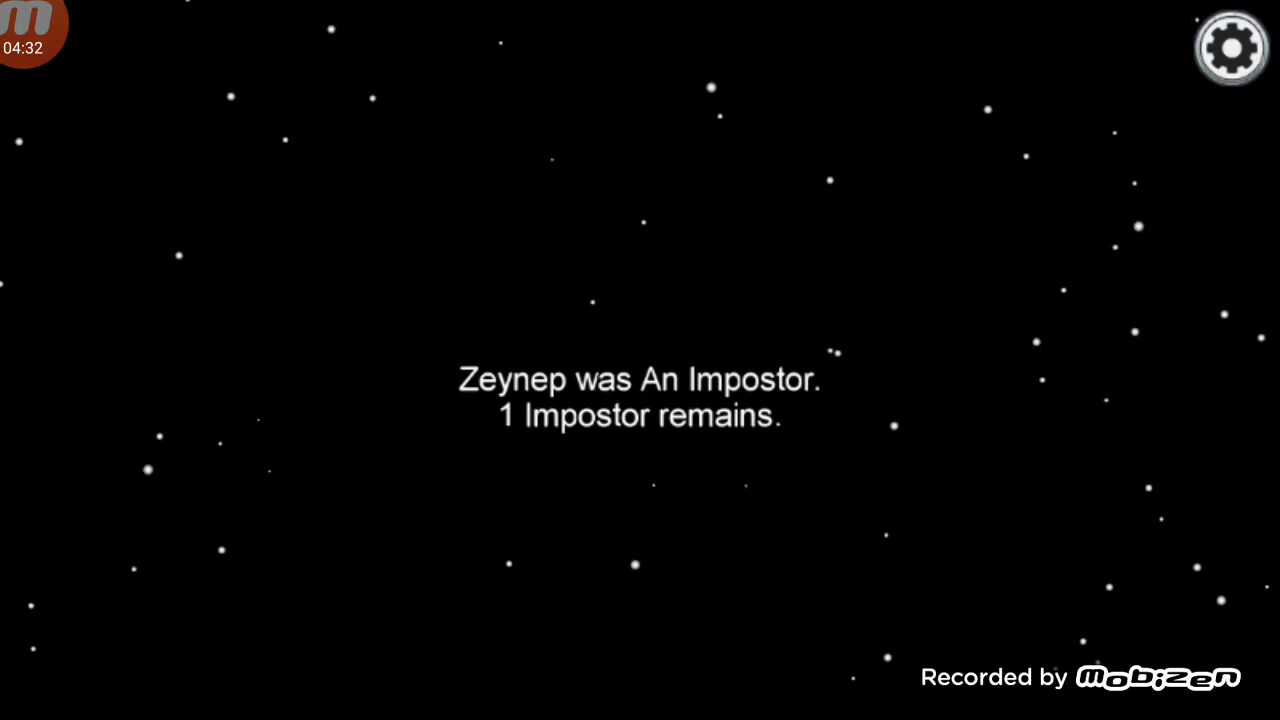 04:32
Zeynep was An Impostor.
1 Impostor remains.
Recorded by mobizen